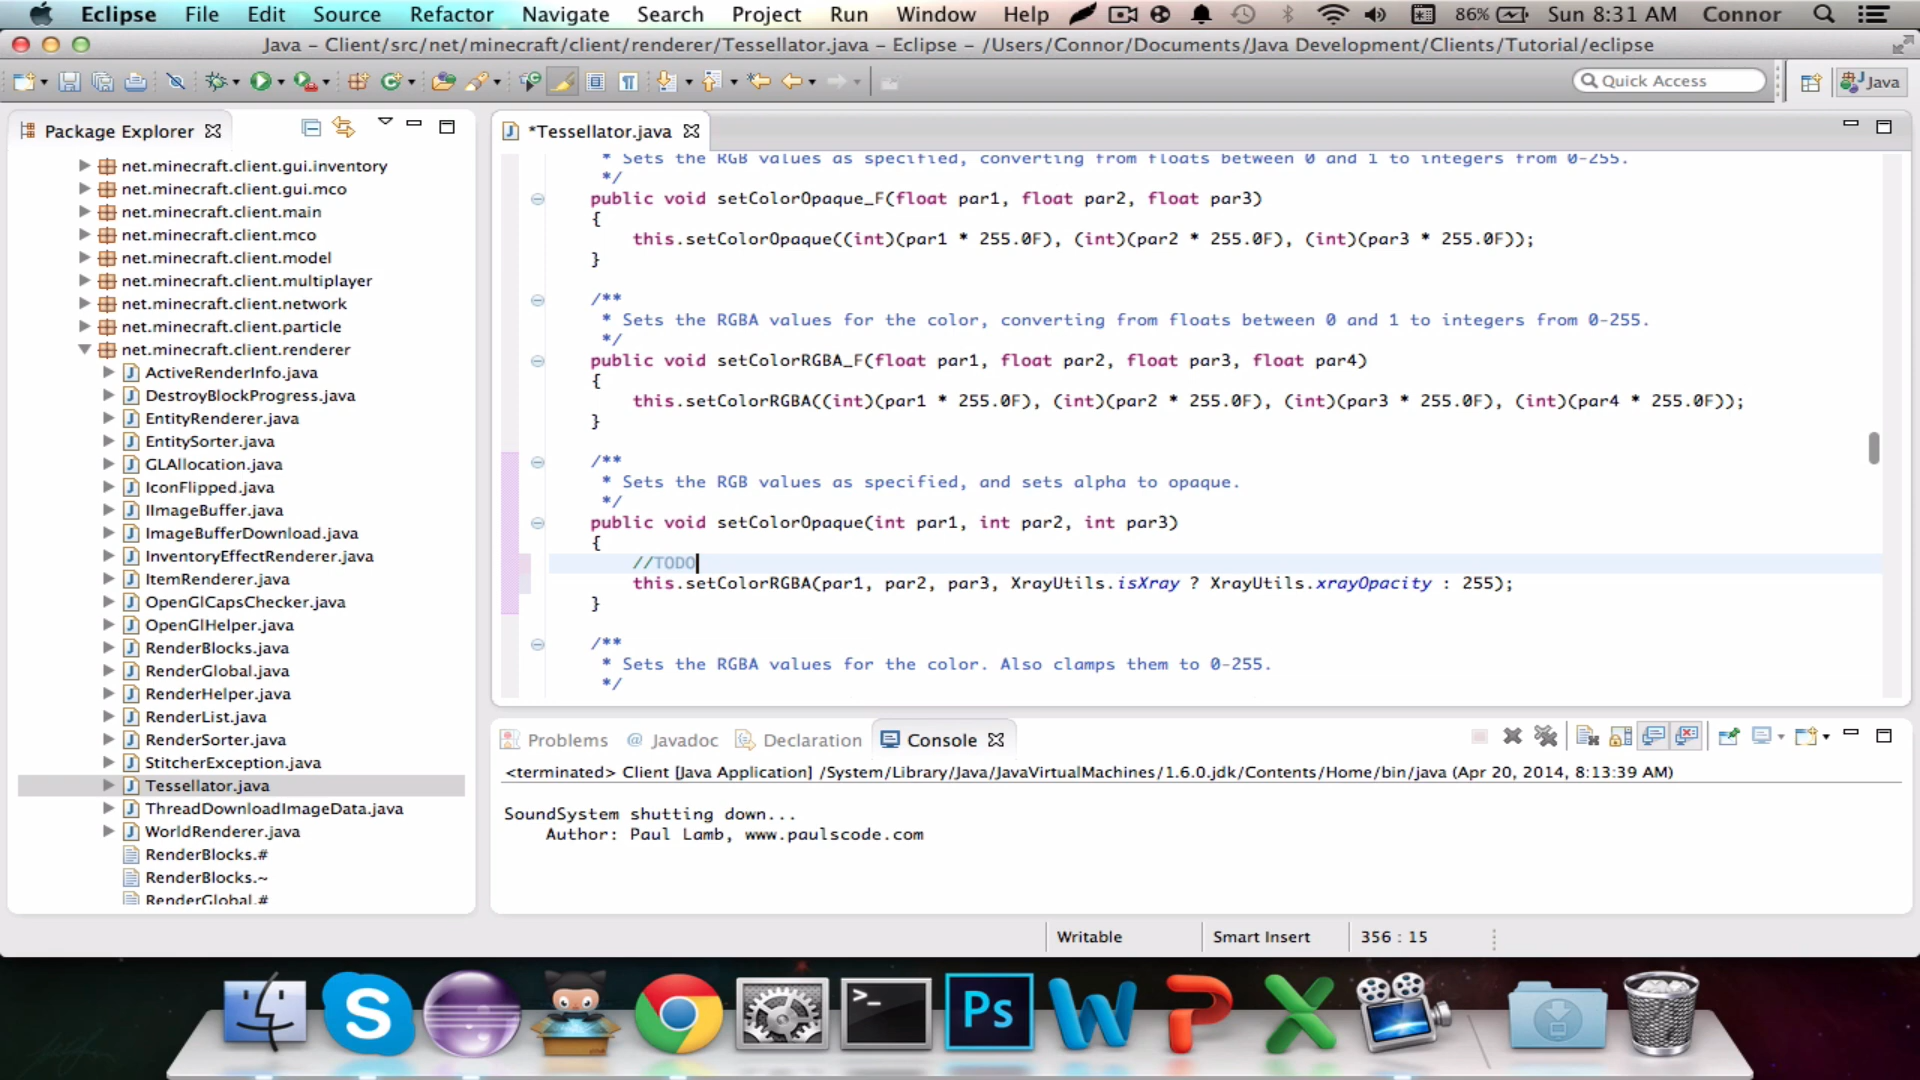 Eclipse File Edit Source Refactor Navigate Search Project Run Window Help 86% Sun 8:31 AM Connor
Java – Client/src/net/minecraft/client/renderer/Tessellator.java – Eclipse – /Users/Connor/Documents/Java Development/Clients/Tutorial/eclipse
Quick Access Java
Package Explorer
net.minecraft.client.gui.inventory
net.minecraft.client.gui.mco
net.minecraft.client.main
net.minecraft.client.mco
net.minecraft.client.model
net.minecraft.client.multiplayer
net.minecraft.client.network
net.minecraft.client.particle
net.minecraft.client.renderer
ActiveRenderInfo.java
DestroyBlockProgress.java
EntityRenderer.java
EntitySorter.java
GLAllocation.java
IconFlipped.java
IImageBuffer.java
ImageBufferDownload.java
InventoryEffectRenderer.java
ItemRenderer.java
OpenGlCapsChecker.java
OpenGlHelper.java
RenderBlocks.java
RenderGlobal.java
RenderHelper.java
RenderList.java
RenderSorter.java
StitcherException.java
Tessellator.java
ThreadDownloadImageData.java
WorldRenderer.java
RenderBlocks.#
RenderBlocks.~
RenderGlobal.#
*Tessellator.java
* Sets the RGB values as specified, converting from floats between 0 and 1 to integers from 0-255.
*/
public void setColorOpaque_F(float par1, float par2, float par3)
{
this.setColorOpaque((int)(par1 * 255.0F), (int)(par2 * 255.0F), (int)(par3 * 255.0F));
}
/**
* Sets the RGBA values for the color, converting from floats between 0 and 1 to integers from 0-255.
*/
public void setColorRGBA_F(float par1, float par2, float par3, float par4)
{
this.setColorRGBA((int)(par1 * 255.0F), (int)(par2 * 255.0F), (int)(par3 * 255.0F), (int)(par4 * 255.0F));
}
/**
* Sets the RGB values as specified, and sets alpha to opaque.
*/
public void setColorOpaque(int par1, int par2, int par3)
{
//TODO
this.setColorRGBA(par1, par2, par3, XrayUtils.isXray ? XrayUtils.xrayOpacity : 255);
}
/**
* Sets the RGBA values for the color. Also clamps them to 0-255.
*/
Problems @ Javadoc Declaration Console
<terminated> Client [Java Application] /System/Library/Java/JavaVirtualMachines/1.6.0.jdk/Contents/Home/bin/java (Apr 20, 2014, 8:13:39 AM)
SoundSystem shutting down...
Author: Paul Lamb, www.paulscode.com
Writable Smart Insert 356 : 15
Ps